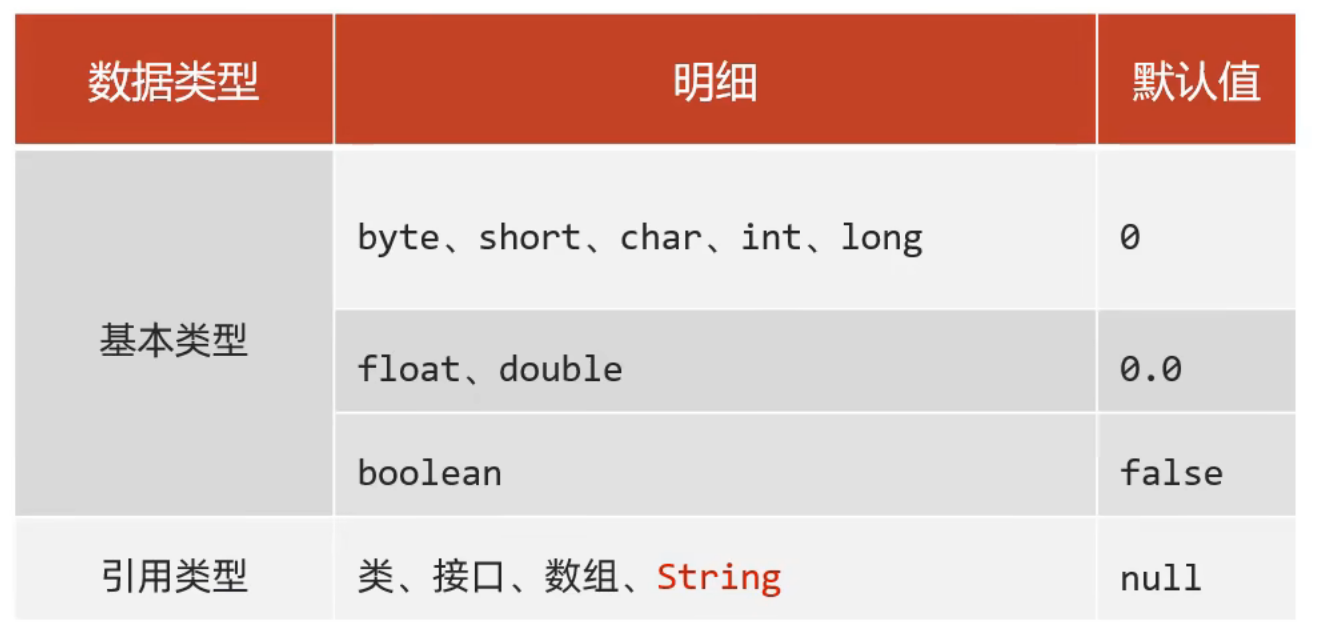 数据类型 明细 默认值
byte、short、char、int、long 0
基本类型
float、double 0.0
boolean false
引用类型 类、接口、数组、String null